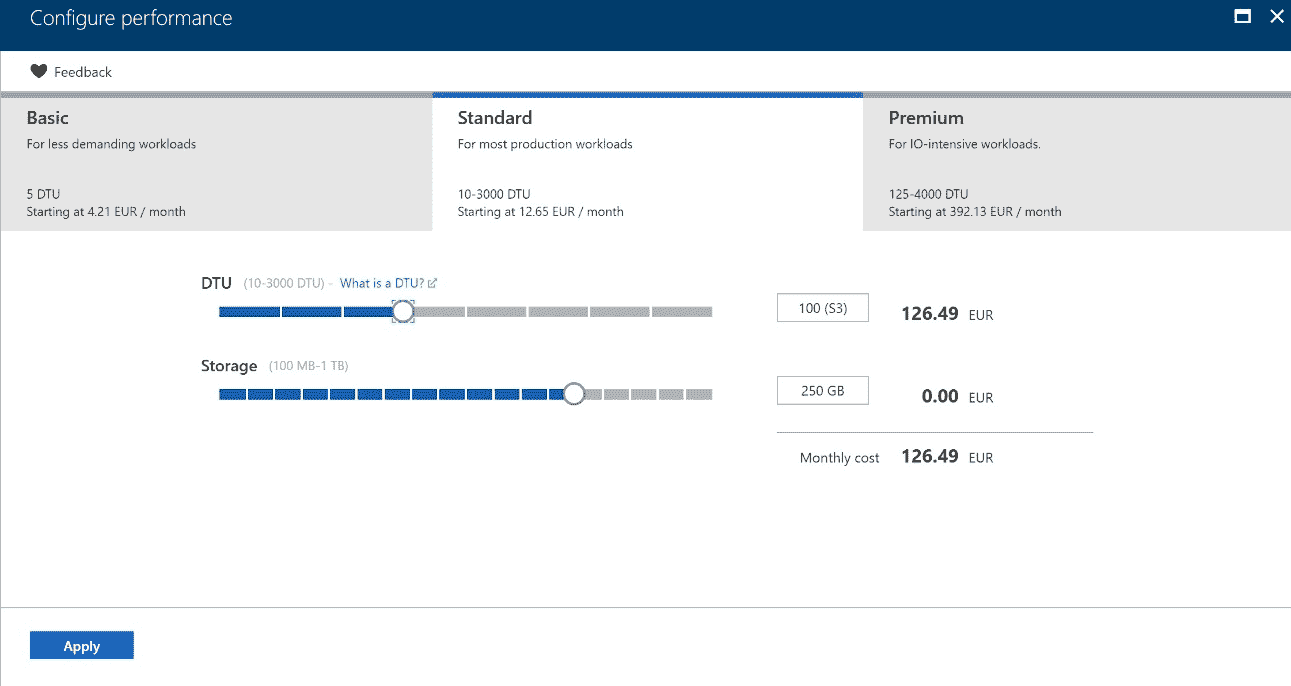 Configure performance
Feedback
Basic
For less demanding workloads
5 DTU
Starting at 4.21 EUR / month
Standard
For most production workloads
10-3000 DTU
Starting at 12.65 EUR / month
Premium
For IO-intensive workloads.
125-4000 DTU
Starting at 392.13 EUR / month
DTU (10-3000 DTU) - What is a DTU?
100 (S3) 126.49 EUR
Storage (100 MB-1 TB)
250 GB 0.00 EUR
Monthly cost 126.49 EUR
Apply